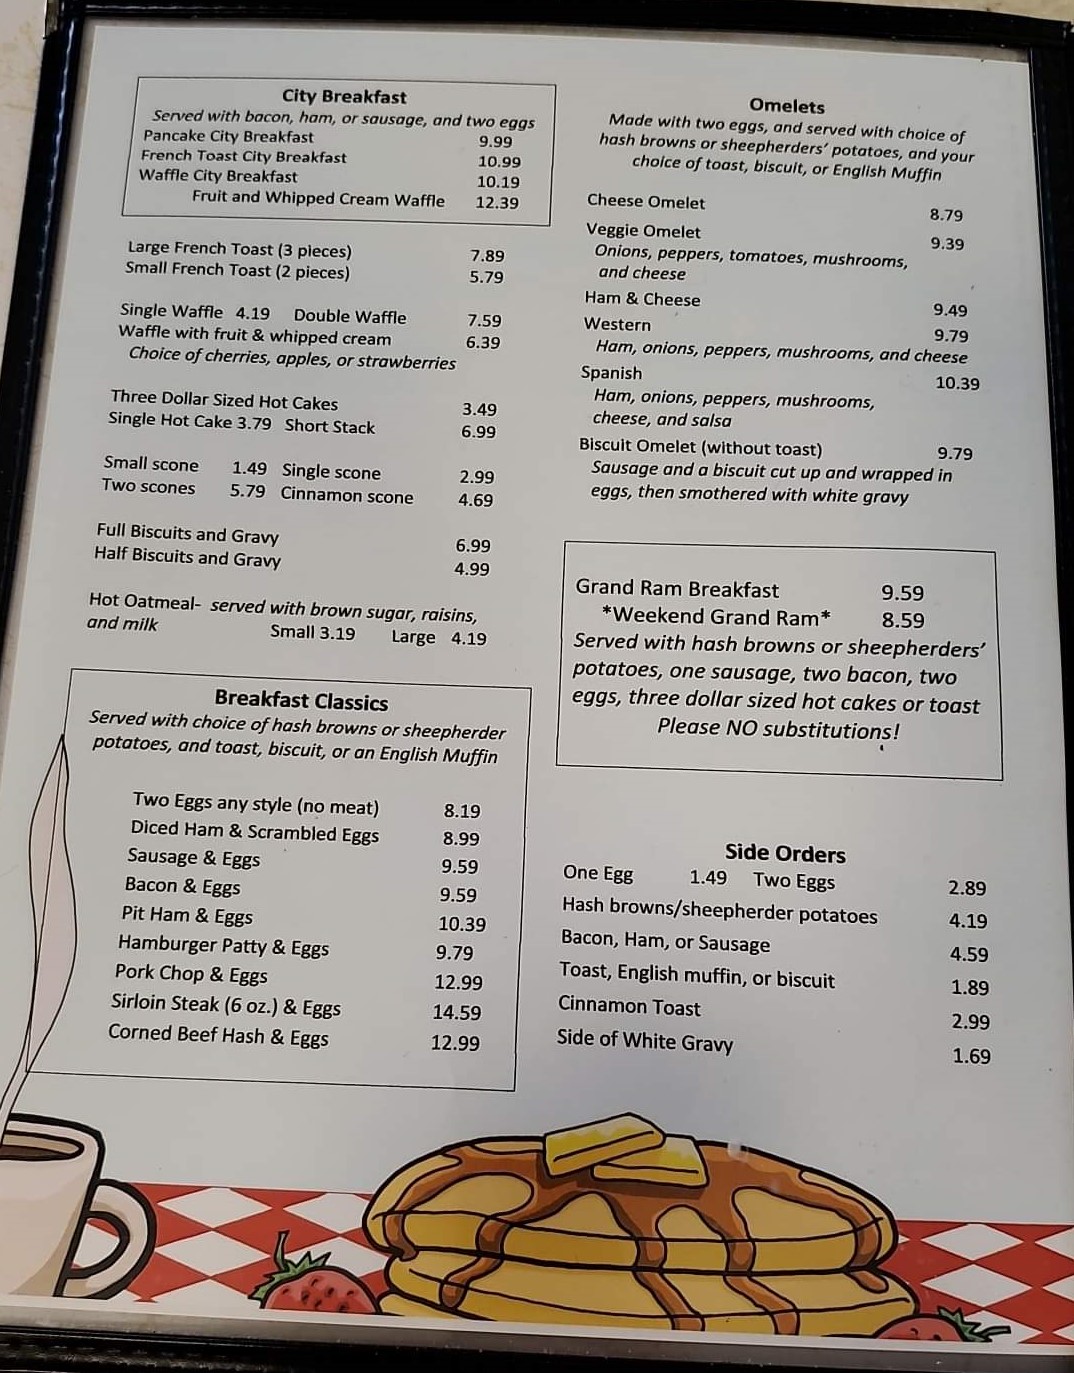 City Breakfast
Served with bacon, ham, or sausage, and two eggs
Pancake City Breakfast 9.99
French Toast City Breakfast 10.99
Waffle City Breakfast 10.19
Fruit and Whipped Cream Waffle 12.39
Large French Toast (3 pieces) 7.89
Small French Toast (2 pieces) 5.79
Single Waffle 4.19 Double Waffle 7.59
Waffle with fruit & whipped cream 6.39
Choice of cherries, apples, or strawberries
Three Dollar Sized Hot Cakes 3.49
Single Hot Cake 3.79 Short Stack 6.99
Small scone 1.49 Single scone 2.99
Two scones 5.79 Cinnamon scone 4.69
Full Biscuits and Gravy 6.99
Half Biscuits and Gravy 4.99
Hot Oatmeal- served with brown sugar, raisins,
and milk Small 3.19 Large 4.19
Breakfast Classics
Served with choice of hash browns or sheepherder
potatoes, and toast, biscuit, or an English Muffin
Two Eggs any style (no meat) 8.19
Diced Ham & Scrambled Eggs 8.99
Sausage & Eggs 9.59
Bacon & Eggs 9.59
Pit Ham & Eggs 10.39
Hamburger Patty & Eggs 9.79
Pork Chop & Eggs 12.99
Sirloin Steak (6 oz.) & Eggs 14.59
Corned Beef Hash & Eggs 12.99
Omelets
Made with two eggs, and served with choice of
hash browns or sheepherders' potatoes, and your
choice of toast, biscuit, or English Muffin
Cheese Omelet 8.79
Veggie Omelet 9.39
Onions, peppers, tomatoes, mushrooms,
and cheese
Ham & Cheese 9.49
Western 9.79
Ham, onions, peppers, mushrooms, and cheese
Spanish 10.39
Ham, onions, peppers, mushrooms,
cheese, and salsa
Biscuit Omelet (without toast) 9.79
Sausage and a biscuit cut up and wrapped in
eggs, then smothered with white gravy
Grand Ram Breakfast 9.59
*Weekend Grand Ram* 8.59
Served with hash browns or sheepherders'
potatoes, one sausage, two bacon, two
eggs, three dollar sized hot cakes or toast
Please NO substitutions!
Side Orders
One Egg 1.49 Two Eggs 2.89
Hash browns/sheepherder potatoes 4.19
Bacon, Ham, or Sausage 4.59
Toast, English muffin, or biscuit 1.89
Cinnamon Toast 2.99
Side of White Gravy 1.69